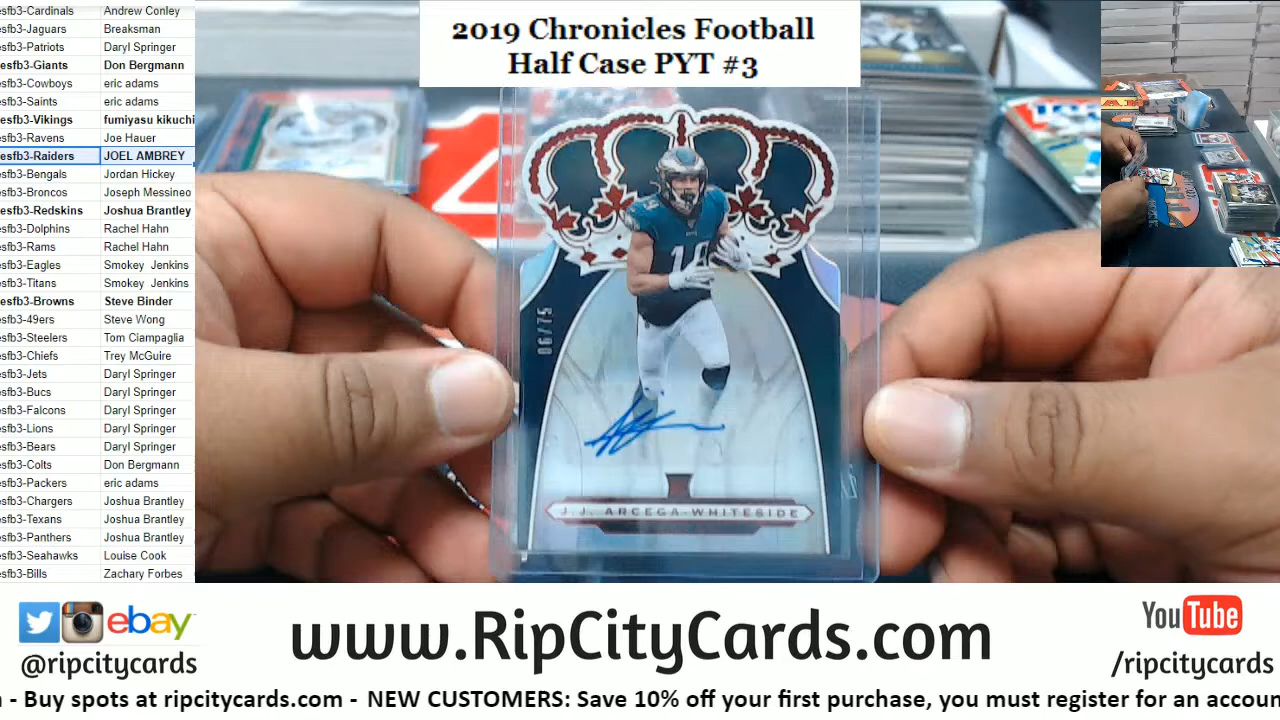 esfb3-Cardinals Andrew Conley
esfb3-Jaguars Breaksman
esfb3-Patriots Daryl Springer
esfb3-Giants Don Bergmann
esfb3-Cowboys eric adams
esfb3-Saints eric adams
esfb3-Vikings fumiyasu kikuchi
esfb3-Ravens Joe Hauer
esfb3-Raiders JOEL AMBREY
esfb3-Bengals Jordan Hickey
esfb3-Broncos Joseph Messineo
esfb3-Redskins Joshua Brantley
esfb3-Dolphins Rachel Hahn
esfb3-Rams Rachel Hahn
esfb3-Eagles Smokey Jenkins
esfb3-Titans Smokey Jenkins
esfb3-Browns Steve Binder
esfb3-49ers Steve Wong
esfb3-Steelers Tom Ciampaglia
esfb3-Chiefs Trey McGuire
esfb3-Jets Daryl Springer
esfb3-Bucs Daryl Springer
esfb3-Falcons Daryl Springer
esfb3-Lions Daryl Springer
esfb3-Bears Daryl Springer
esfb3-Colts Don Bergmann
esfb3-Packers eric adams
esfb3-Chargers Joshua Brantley
esfb3-Texans Joshua Brantley
esfb3-Panthers Joshua Brantley
esfb3-Seahawks Louise Cook
esfb3-Bills Zachary Forbes
2019 Chronicles Football
Half Case PYT #3
19
06/75
J.J. ARCEGA-WHITESIDE
ebay
@ripcitycards
www.RipCityCards.com
YouTube
/ripcitycards
- Buy spots at ripcitycards.com - NEW CUSTOMERS: Save 10% off your first purchase, you must register for an accoun